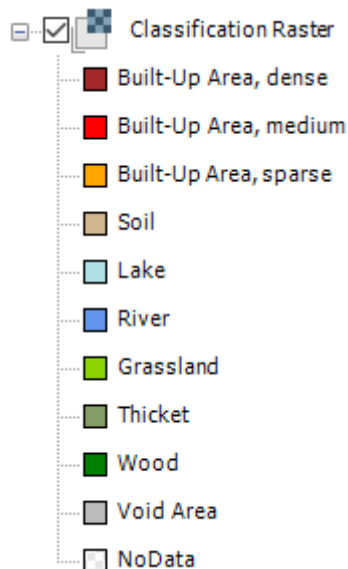 Classification Raster
Built-Up Area, dense
Built-Up Area, medium
Built-Up Area, sparse
Soil
Lake
River
Grassland
Thicket
Wood
Void Area
NoData